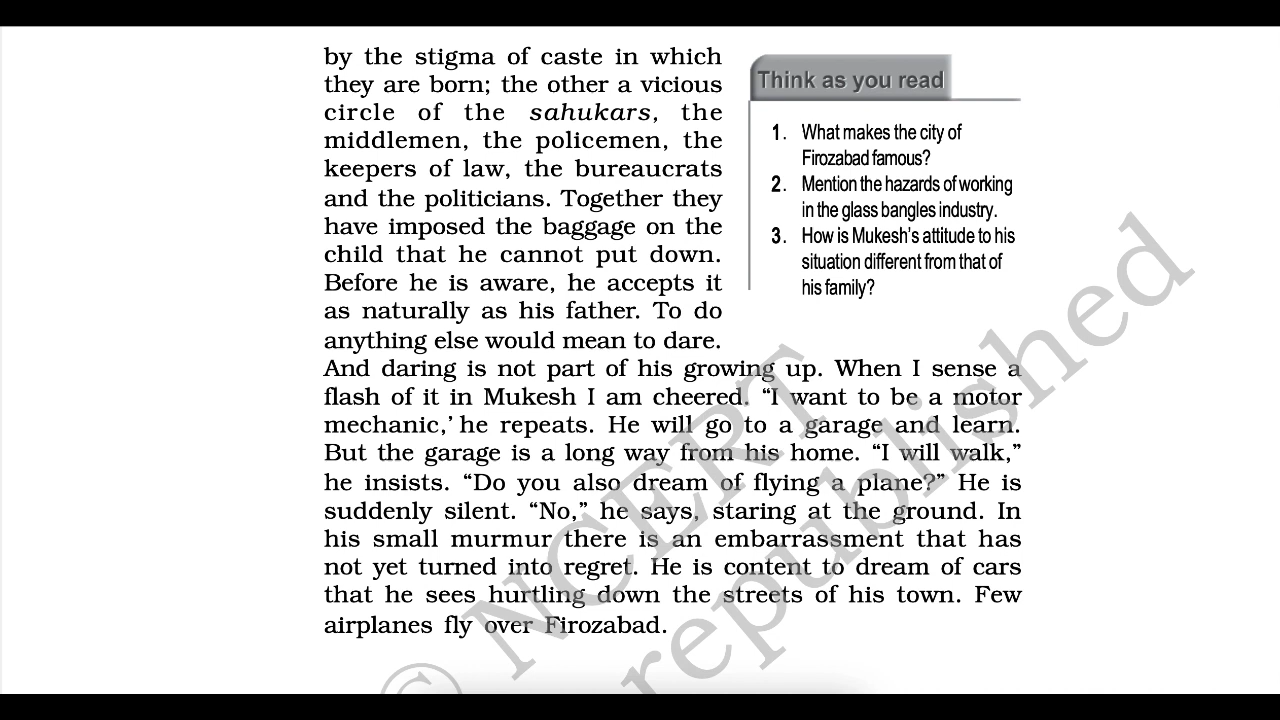 by the stigma of caste in which
they are born; the other a vicious
circle of the sahukars, the
middlemen, the policemen, the
keepers of law, the bureaucrats
and the politicians. Together they
have imposed the baggage on the
child that he cannot put down.
Before he is aware, he accepts it
as naturally as his father. To do
anything else would mean to dare.
And daring is not part of his growing up. When I sense a
flash of it in Mukesh I am cheered. “I want to be a motor
mechanic,’ he repeats. He will go to a garage and learn.
But the garage is a long way from his home. “I will walk,”
he insists. “Do you also dream of flying a plane?” He is
suddenly silent. “No,” he says, staring at the ground. In
his small murmur there is an embarrassment that has
not yet turned into regret. He is content to dream of cars
that he sees hurtling down the streets of his town. Few
airplanes fly over Firozabad.
Think as you read
1. What makes the city of
Firozabad famous?
2. Mention the hazards of working
in the glass bangles industry.
3. How is Mukesh’s attitude to his
situation different from that of
his family?
© NCERT
republished